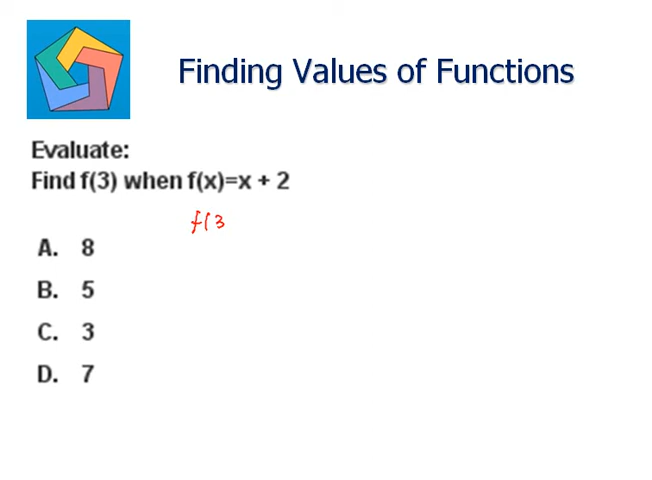 Finding Values of Functions
Evaluate:
Find f(3) when f(x)=x + 2
f(3
A. 8
B. 5
C. 3
D. 7